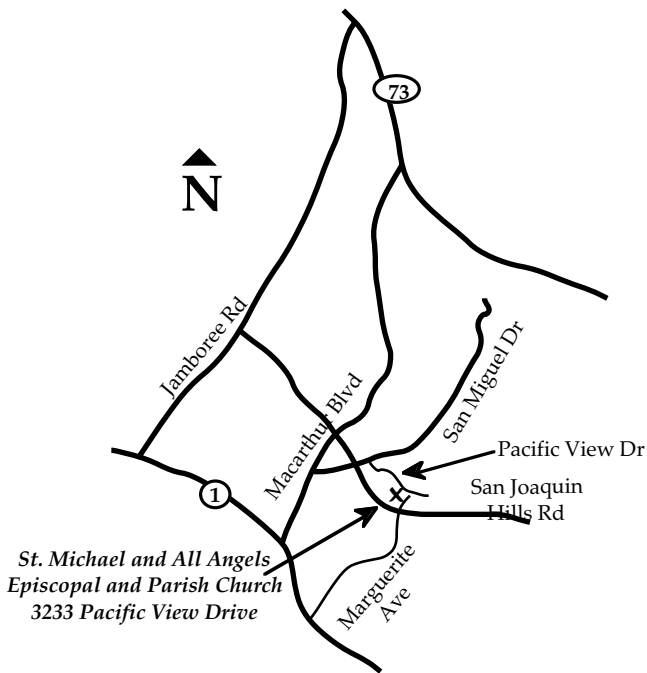 73
N
Jamboree Rd
Macarthur Blvd
San Miguel Dr
Pacific View Dr
San Joaquin
Hills Rd
1
St. Michael and All Angels
Episcopal and Parish Church
3233 Pacific View Drive
Marguerite
Ave